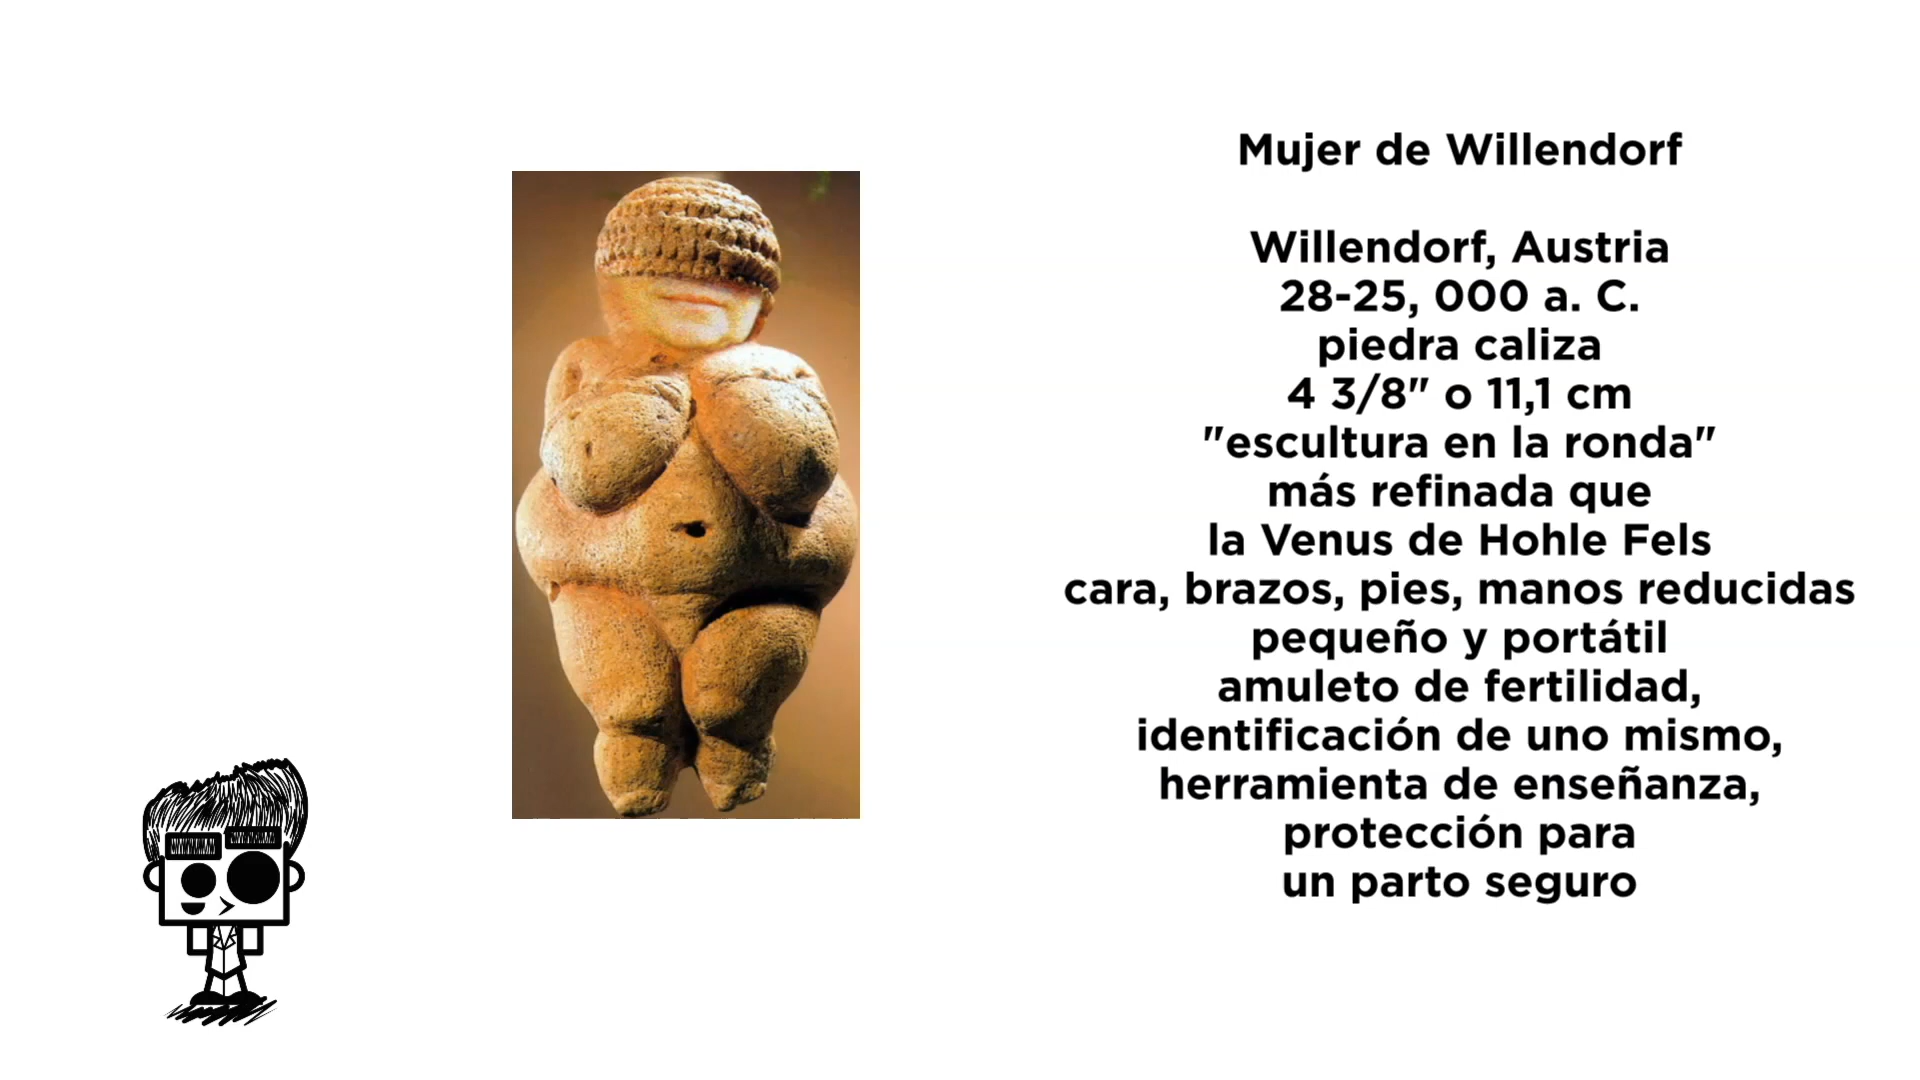 Mujer de Willendorf
Willendorf, Austria
28-25, 000 a. C.
piedra caliza
4 3/8" o 11,1 cm
"escultura en la ronda"
más refinada que
la Venus de Hohle Fels
cara, brazos, pies, manos reducidas
pequeño y portátil
amuleto de fertilidad,
identificación de uno mismo,
herramienta de enseñanza,
protección para
un parto seguro